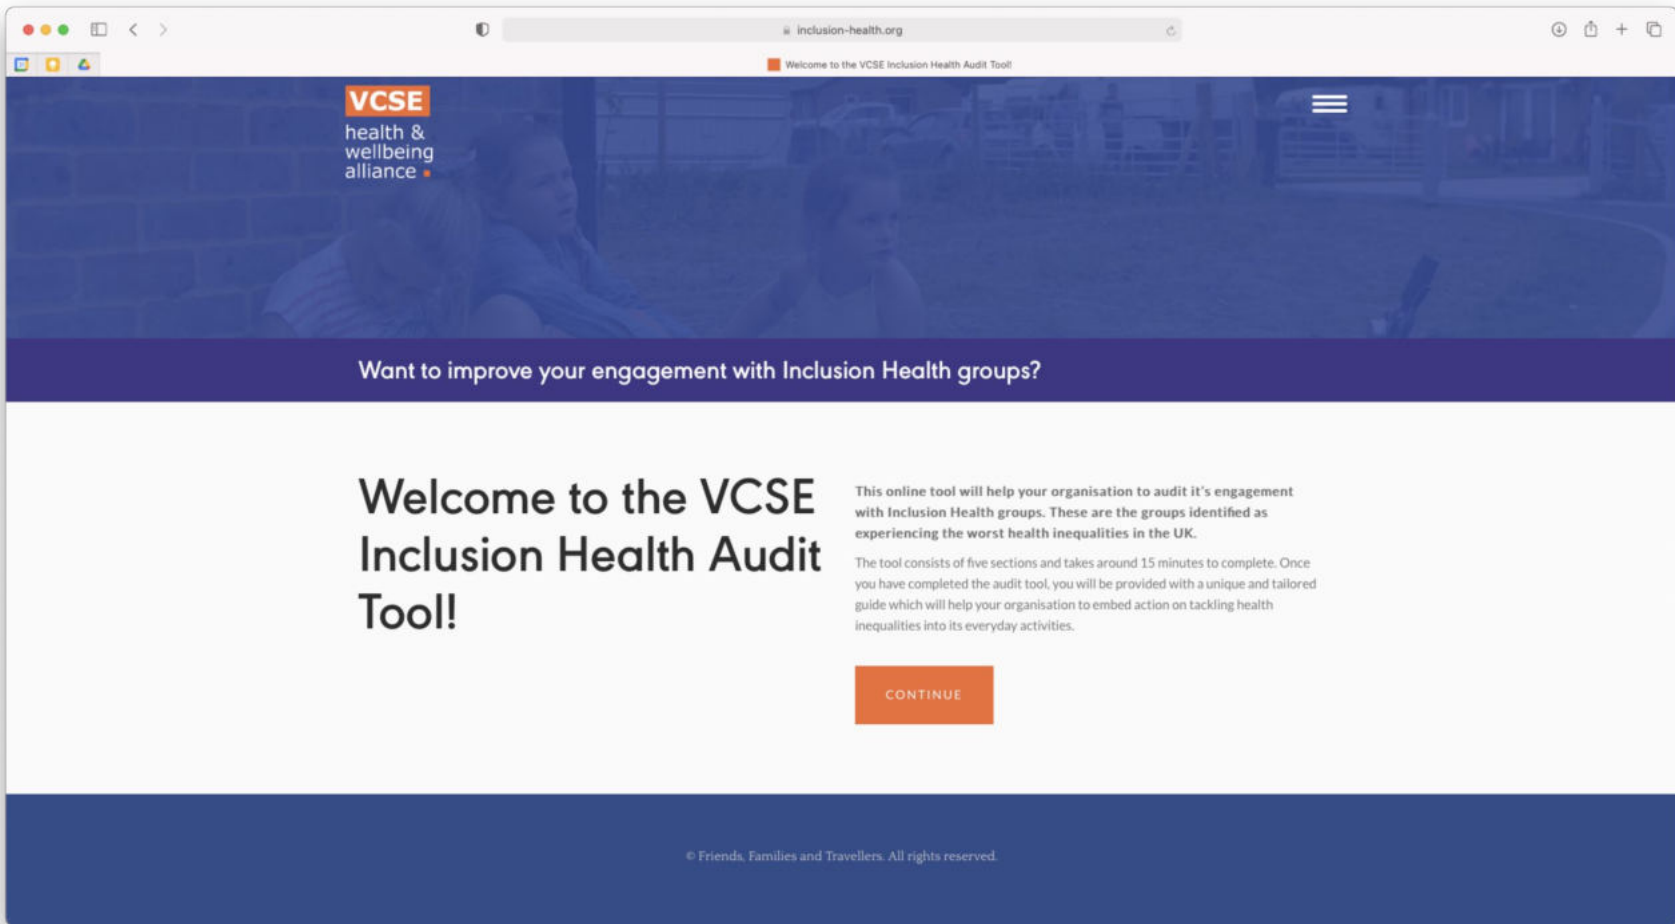 inclusion-health.org
Welcome to the VCSE Inclusion Health Audit Tool!
VCSE
health &
wellbeing
alliance
Want to improve your engagement with Inclusion Health groups?
Welcome to the VCSE
Inclusion Health Audit
Tool!
This online tool will help your organisation to audit it's engagement
with Inclusion Health groups. These are the groups identified as
experiencing the worst health inequalities in the UK.
The tool consists of five sections and takes around 15 minutes to complete. Once
you have completed the audit tool, you will be provided with a unique and tailored
guide which will help your organisation to embed action on tackling health
inequalities into its everyday activities.
CONTINUE
© Friends, Families and Travellers. All rights reserved.